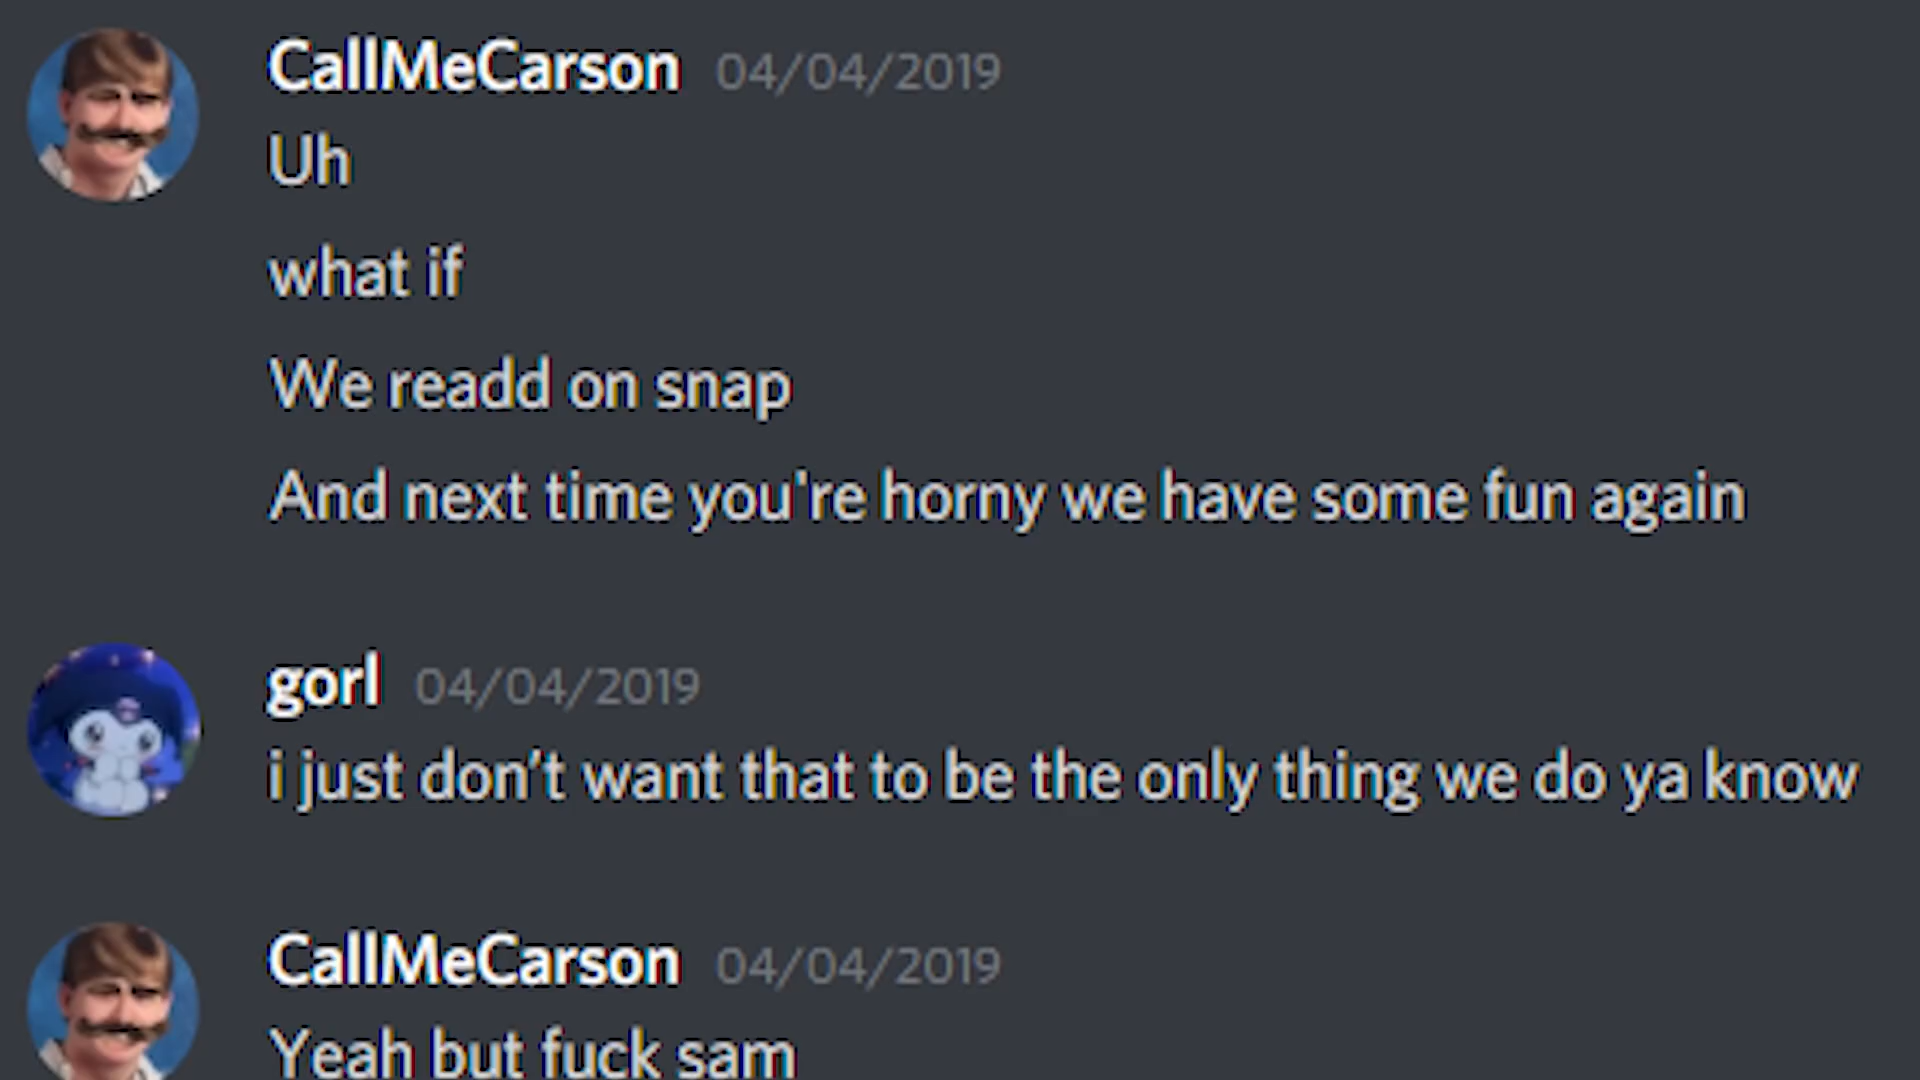 CallMeCarson 04/04/2019
Uh
what if
We readd on snap
And next time you're horny we have some fun again
gorl 04/04/2019
i just don’t want that to be the only thing we do ya know
CallMeCarson 04/04/2019
Yeah but fuck sam